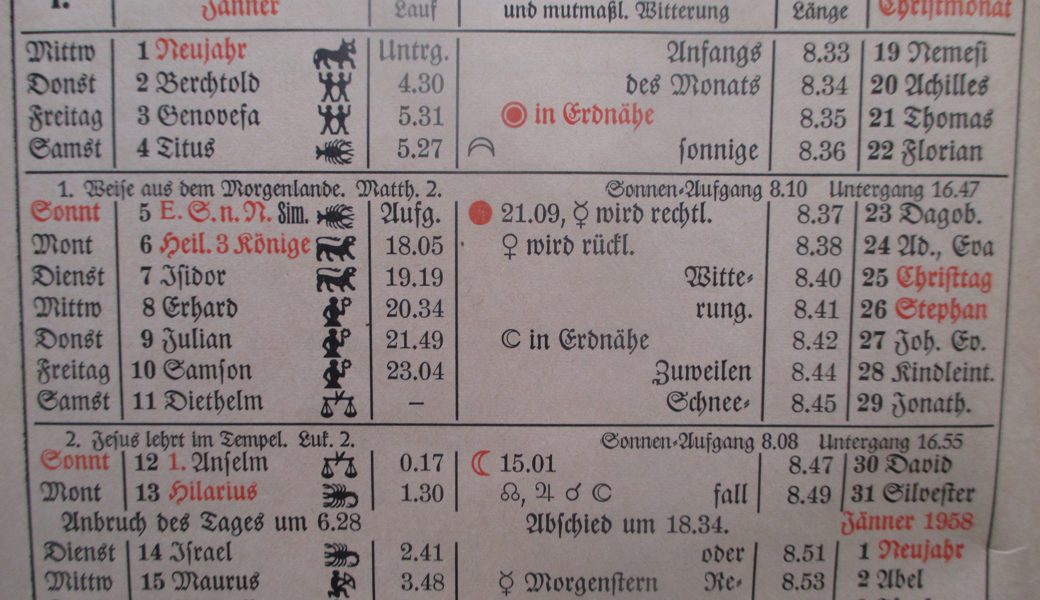 1. Jänner Lauf und mutmaßl. Witterung Länge Christmonat
Mittw 1 Neujahr Untrg. Anfangs 8.33 19 Nemesi
Donst 2 Berchtold 4.30 des Monats 8.34 20 Achilles
Freitag 3 Genovefa 5.31 in Erdnähe 8.35 21 Thomas
Samst 4 Titus 5.27 sonnige 8.36 22 Florian
1. Weise aus dem Morgenlande. Matth. 2. Sonnen-Aufgang 8.10 Untergang 16.47
Sonnt 5 E. S. n. N. Sim. Aufg. 21.09, ☿ wird rechtl. 8.37 23 Dagob.
Mont 6 Heil. 3 Könige 18.05 ♀ wird rückl. 8.38 24 Ad., Eva
Dienst 7 Isidor 19.19 Witte- 8.40 25 Christtag
Mittw 8 Erhard 20.34 rung. 8.41 26 Stephan
Donst 9 Julian 21.49 ☾ in Erdnähe 8.42 27 Joh. Ev.
Freitag 10 Samson 23.04 Zuweilen 8.44 28 Kindleint.
Samst 11 Diethelm – Schnee- 8.45 29 Jonath.
2. Jesus lehrt im Tempel. Luk. 2. Sonnen-Aufgang 8.08 Untergang 16.55
Sonnt 12 1. Anselm 0.17 ☾ 15.01 8.47 30 David
Mont 13 Hilarius 1.30 ☊, ♃ ☌ ☾ fall 8.49 31 Silvester
Anbruch des Tages um 6.28 Abschied um 18.34. Jänner 1958
Dienst 14 Israel 2.41 oder 8.51 1 Neujahr
Mittw 15 Maurus 3.48 ☿ Morgenstern Re- 8.53 2 Abel